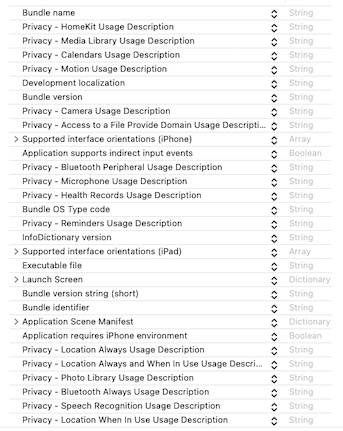 Bundle name String
Privacy - HomeKit Usage Description String
Privacy - Media Library Usage Description String
Privacy - Calendars Usage Description String
Privacy - Motion Usage Description String
Development localization String
Bundle version String
Privacy - Camera Usage Description String
Privacy - Access to a File Provide Domain Usage Descripti... String
Supported interface orientations (iPhone) Array
Application supports indirect input events Boolean
Privacy - Bluetooth Peripheral Usage Description String
Privacy - Microphone Usage Description String
Privacy - Health Records Usage Description String
Bundle OS Type code String
Privacy - Reminders Usage Description String
InfoDictionary version String
Supported interface orientations (iPad) Array
Executable file String
Launch Screen Dictionary
Bundle version string (short) String
Bundle identifier String
Application Scene Manifest Dictionary
Application requires iPhone environment Boolean
Privacy - Location Always Usage Description String
Privacy - Location Always and When In Use Usage Descri... String
Privacy - Photo Library Usage Description String
Privacy - Bluetooth Always Usage Description String
Privacy - Speech Recognition Usage Description String
Privacy - Location When In Use Usage Description String